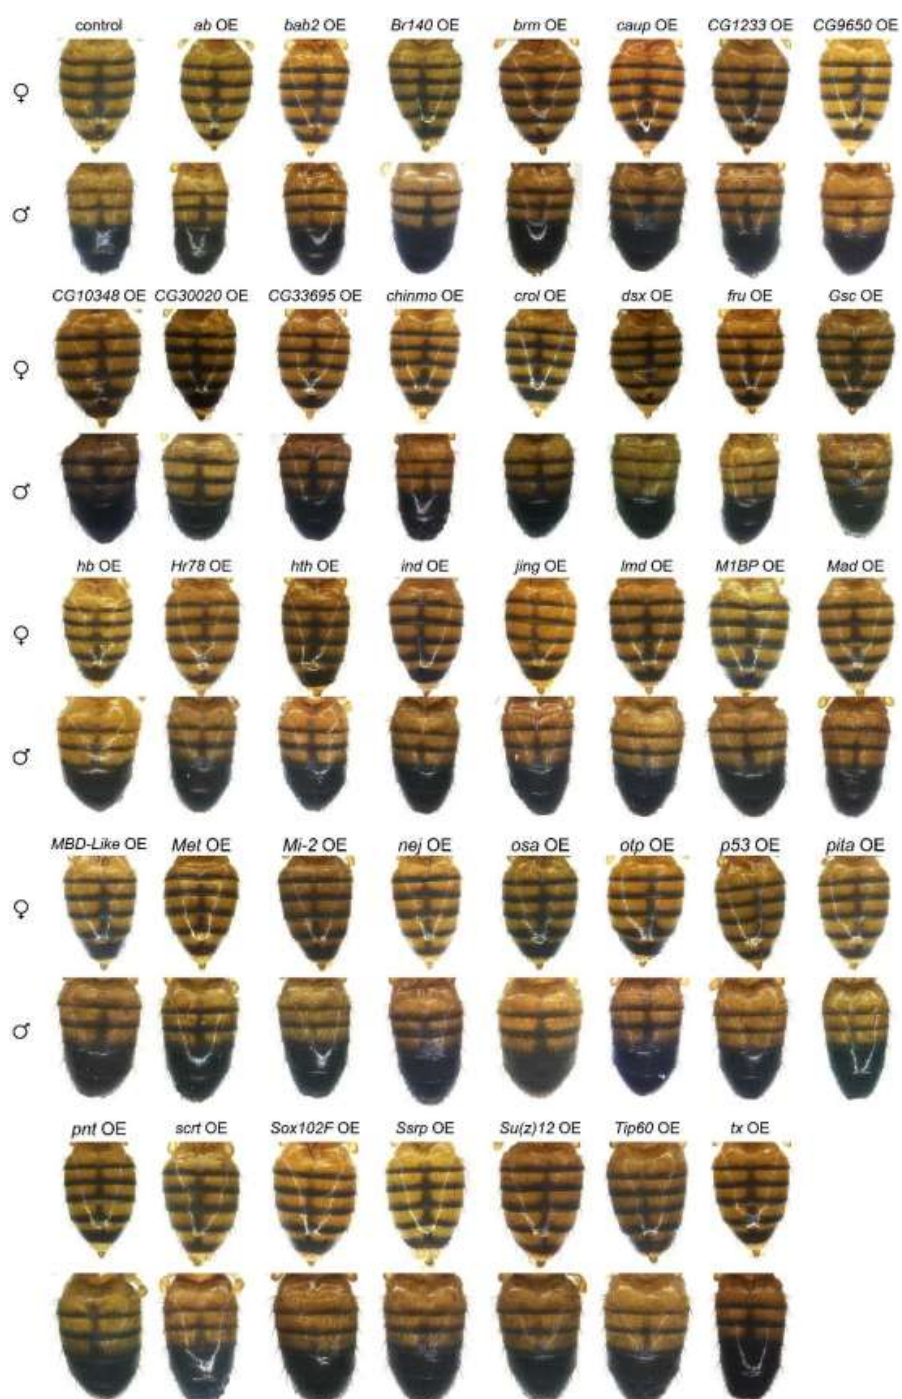 control ab OE bab2 OE Br140 OE brm OE caup OE CG1233 OE CG9650 OE
♀
♂
CG10348 OE CG30020 OE CG33695 OE chinmo OE crol OE dsx OE fru OE Gsc OE
♀
♂
hb OE Hr78 OE hth OE ind OE jing OE lmd OE M1BP OE Mad OE
♀
♂
MBD-Like OE Met OE Mi-2 OE nej OE osa OE otp OE p53 OE pita OE
♀
♂
pnt OE scrt OE Sox102F OE Ssrp OE Su(z)12 OE Tip60 OE tx OE